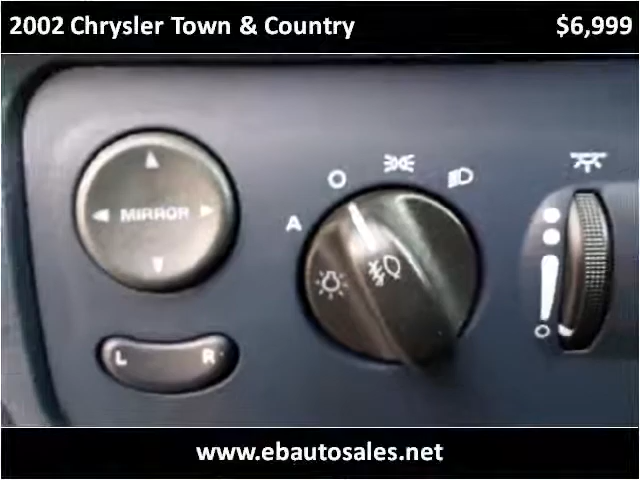 2002 Chrysler Town & Country $6,999
MIRROR
A
L R
www.ebautosales.net